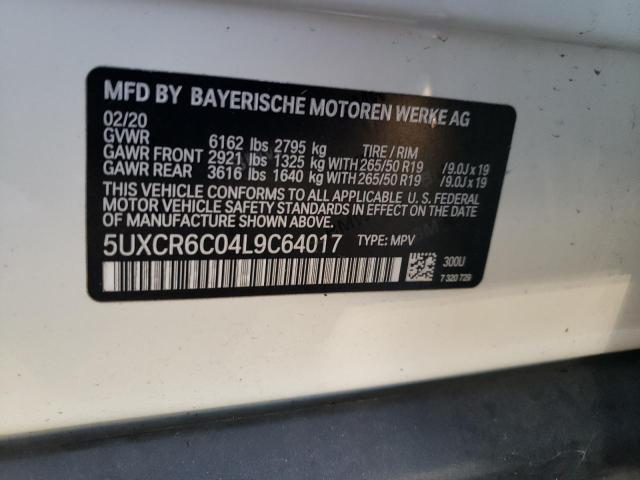 MFD BY BAYERISCHE MOTOREN WERKE AG
02/20
GVWR 6162 lbs 2795 kg TIRE / RIM
GAWR FRONT 2921 lbs 1325 kg WITH 265/50 R19 /9.0J x 19
GAWR REAR 3616 lbs 1640 kg WITH 265/50 R19 /9.0J x 19
THIS VEHICLE CONFORMS TO ALL APPLICABLE U. S. FEDERAL
MOTOR VEHICLE SAFETY STANDARDS IN EFFECT ON THE DATE
OF MANUFACTURE SHOWN ABOVE.
5UXCR6C04L9C64017 TYPE: MPV
300U
7 320 729